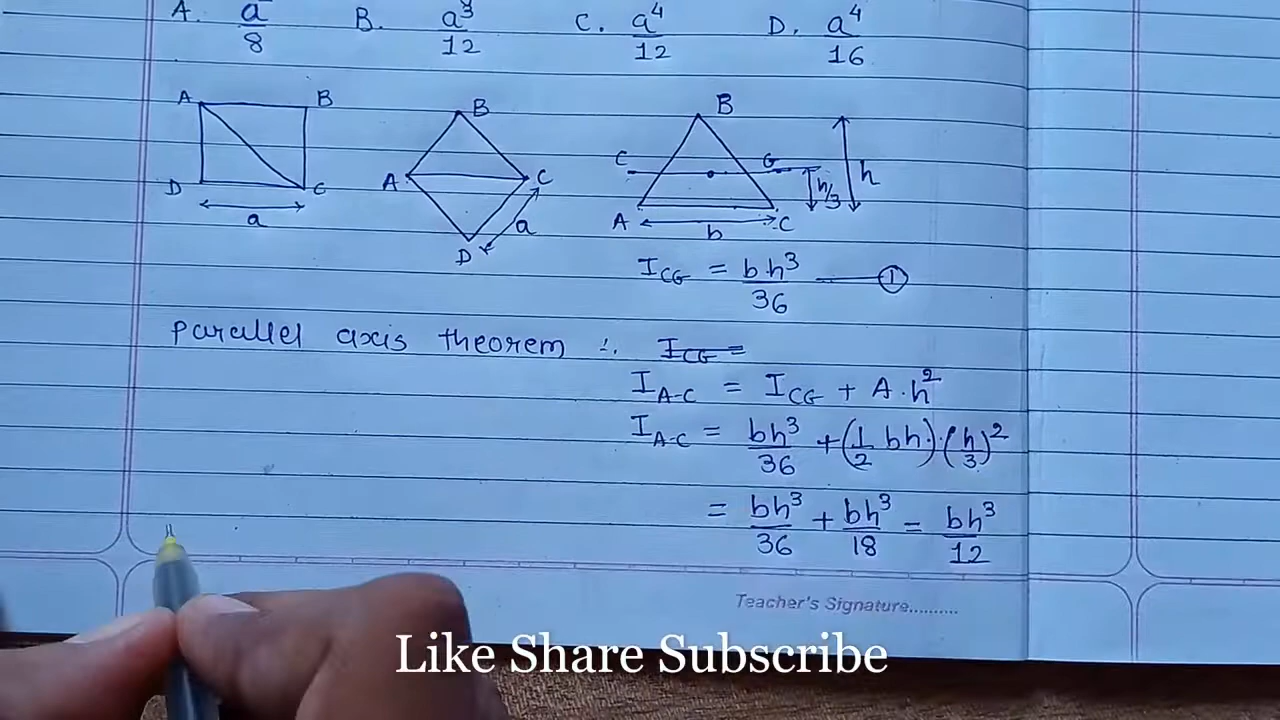 A. a/8 B. a³/12 C. a⁴/12 D. a⁴/16
A B
D C
a
B
A C
a
D
B
C G
h
h/3
A C
b
I_CG = bh³/36 — ①
Parallel axis theorem ∴ I_CG =
I_A-C = I_CG + A·h²
I_A-C = bh³/36 + (1/2 bh)·(h/3)²
= bh³/36 + bh³/18 = bh³/12
Teacher's Signature..........
Like Share Subscribe